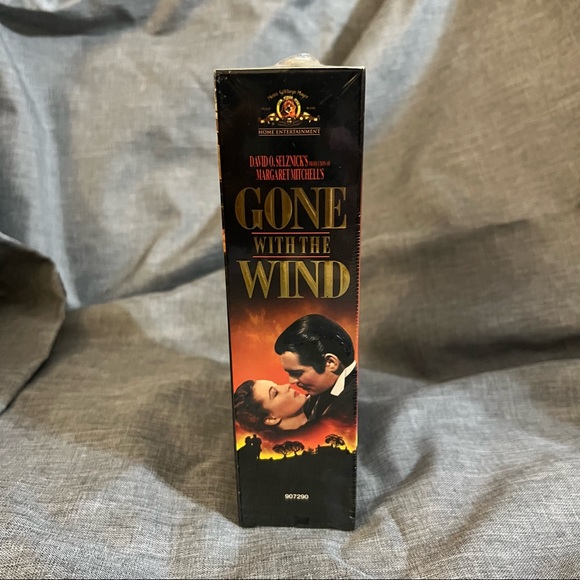 HOME ENTERTAINMENT
DAVID O. SELZNICK'S PRODUCTION OF
MARGARET MITCHELL'S
GONE
WITH THE
WIND
907290